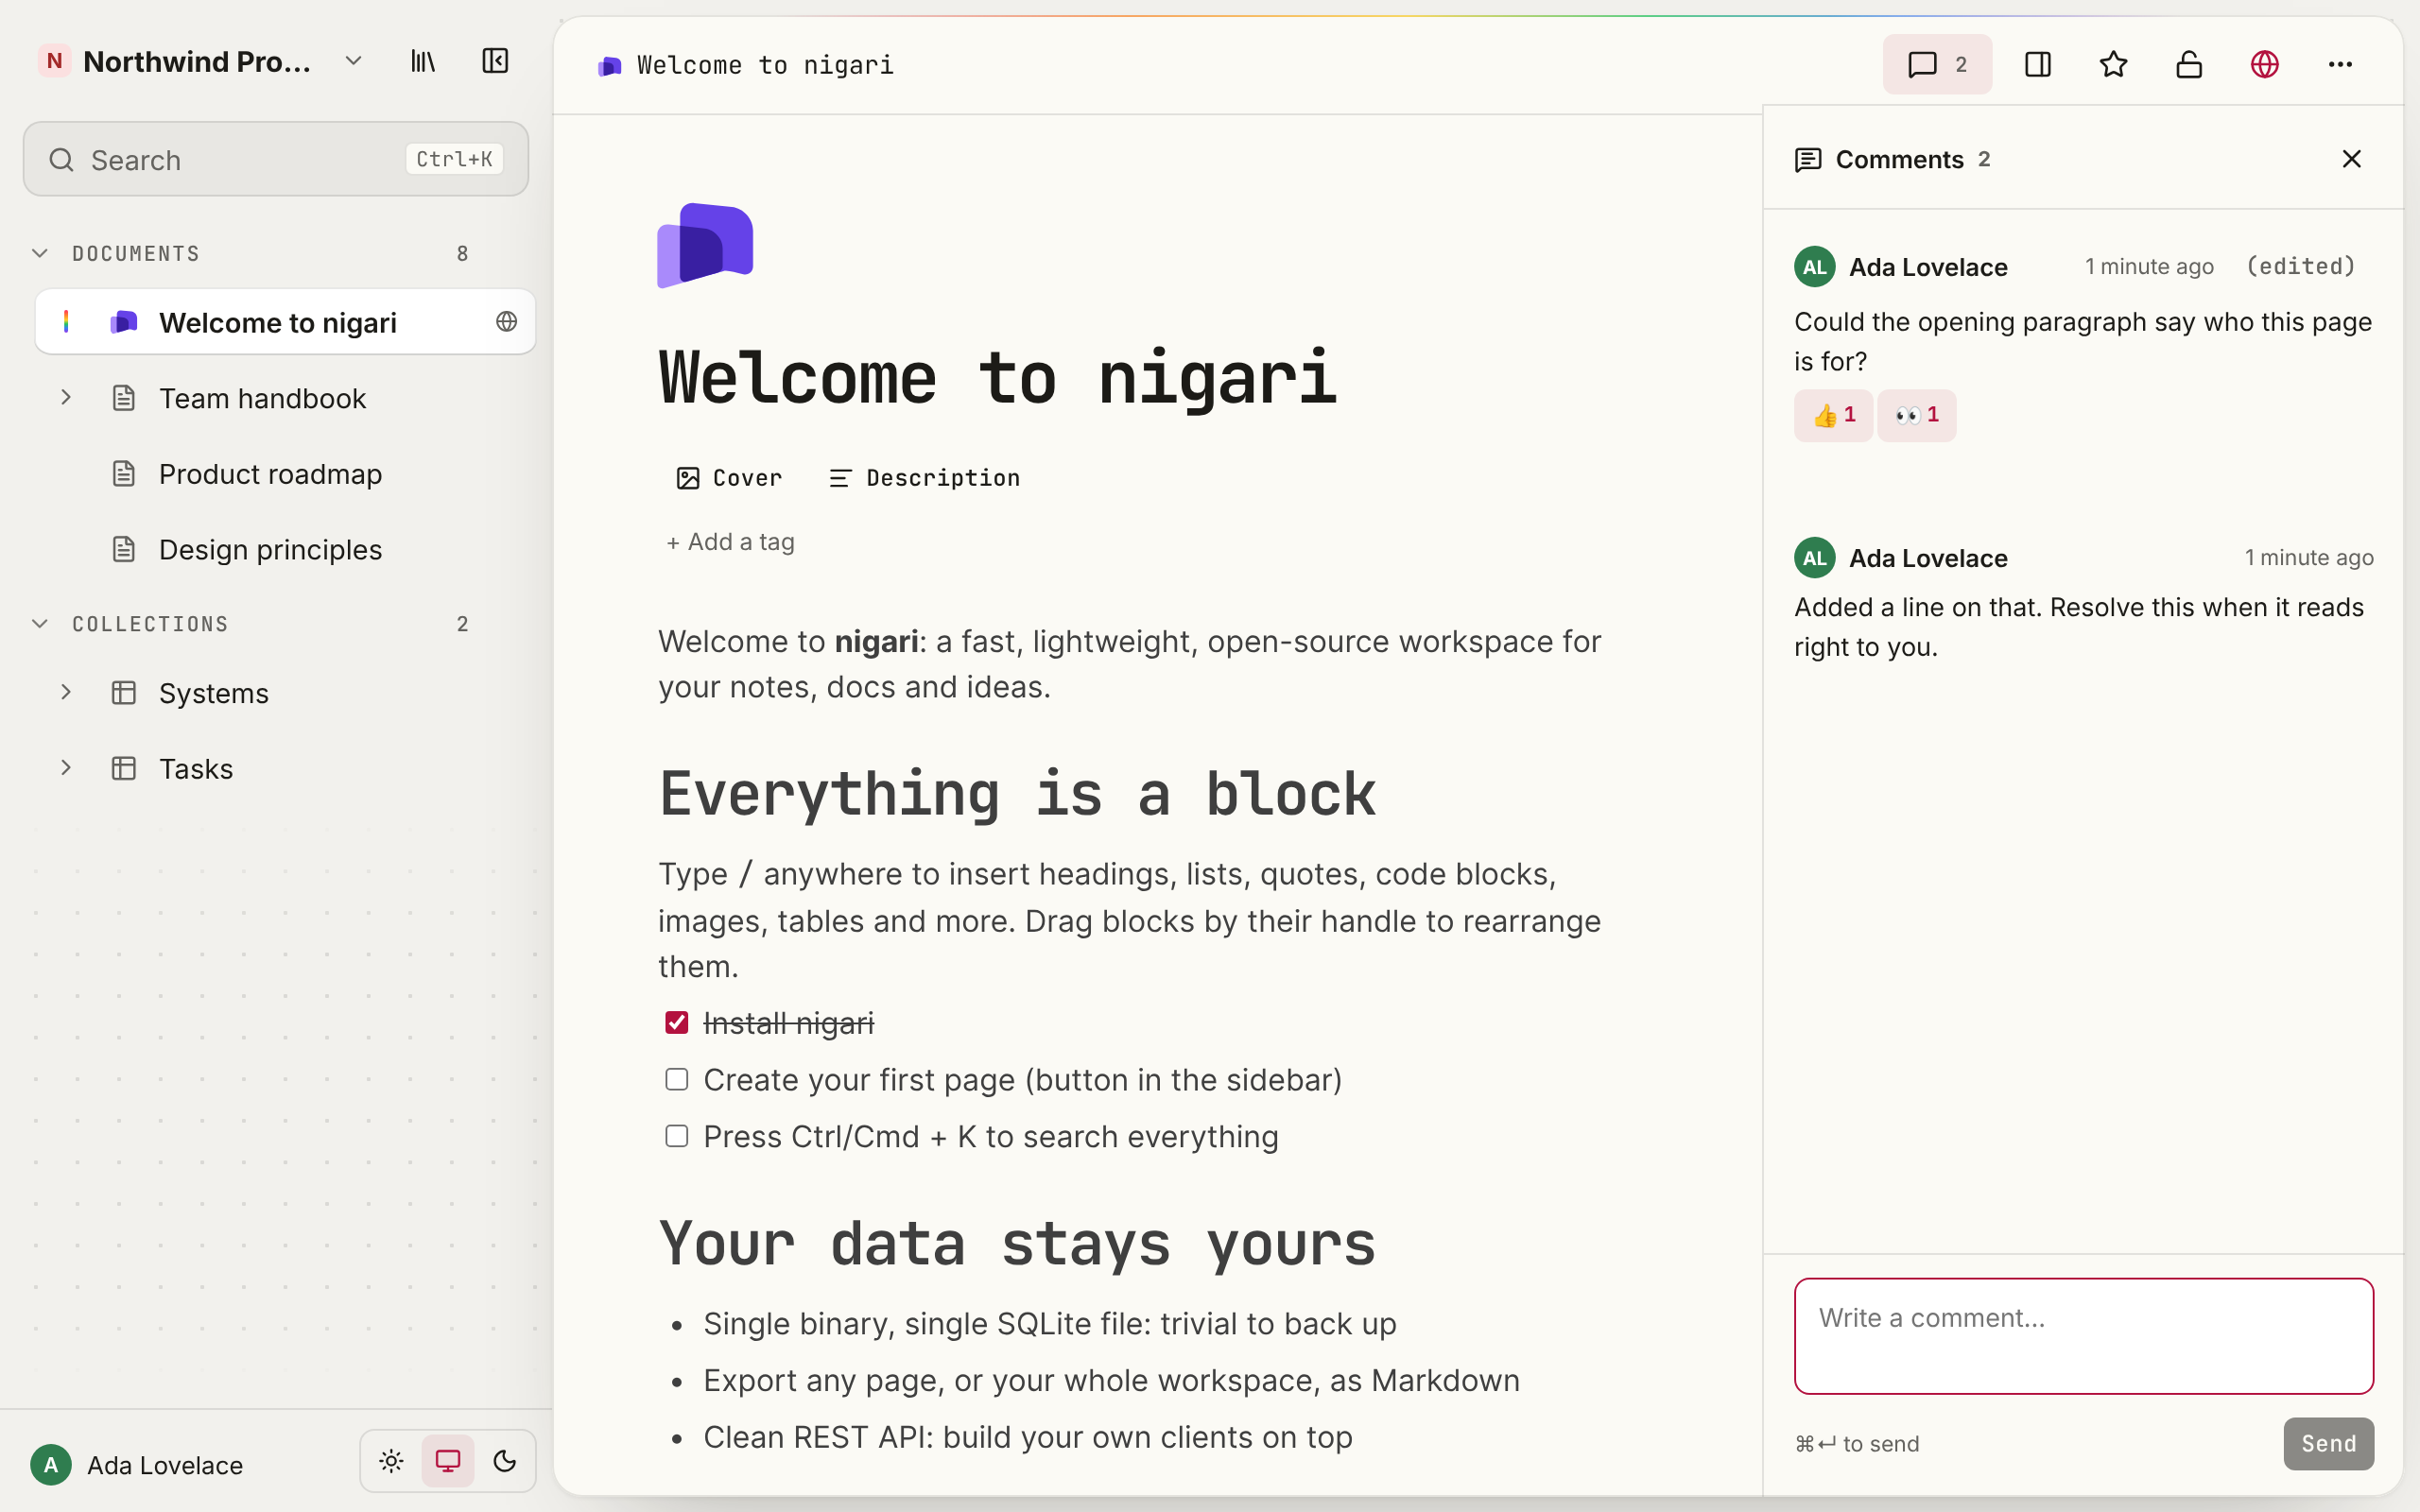 N Northwind Pro...
Search Ctrl+K
DOCUMENTS 8
Welcome to nigari
Team handbook
Product roadmap
Design principles
COLLECTIONS 2
Systems
Tasks
A Ada Lovelace
Welcome to nigari
2
Welcome to nigari
Cover Description
+ Add a tag
Welcome to nigari: a fast, lightweight, open-source workspace for
your notes, docs and ideas.
Everything is a block
Type / anywhere to insert headings, lists, quotes, code blocks,
images, tables and more. Drag blocks by their handle to rearrange
them.
Install nigari
Create your first page (button in the sidebar)
Press Ctrl/Cmd + K to search everything
Your data stays yours
• Single binary, single SQLite file: trivial to back up
• Export any page, or your whole workspace, as Markdown
• Clean REST API: build your own clients on top
Comments 2
AL Ada Lovelace 1 minute ago (edited)
Could the opening paragraph say who this page
is for?
👍 1 👀 1
AL Ada Lovelace 1 minute ago
Added a line on that. Resolve this when it reads
right to you.
Write a comment...
⌘↵ to send
Send